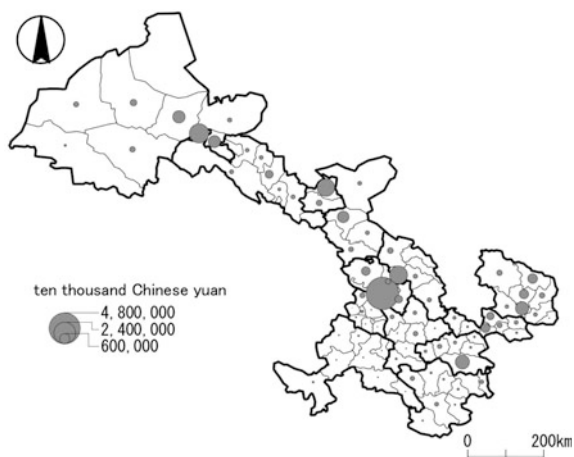 ten thousand Chinese yuan
4, 800, 000
2, 400, 000
600, 000
0 200km